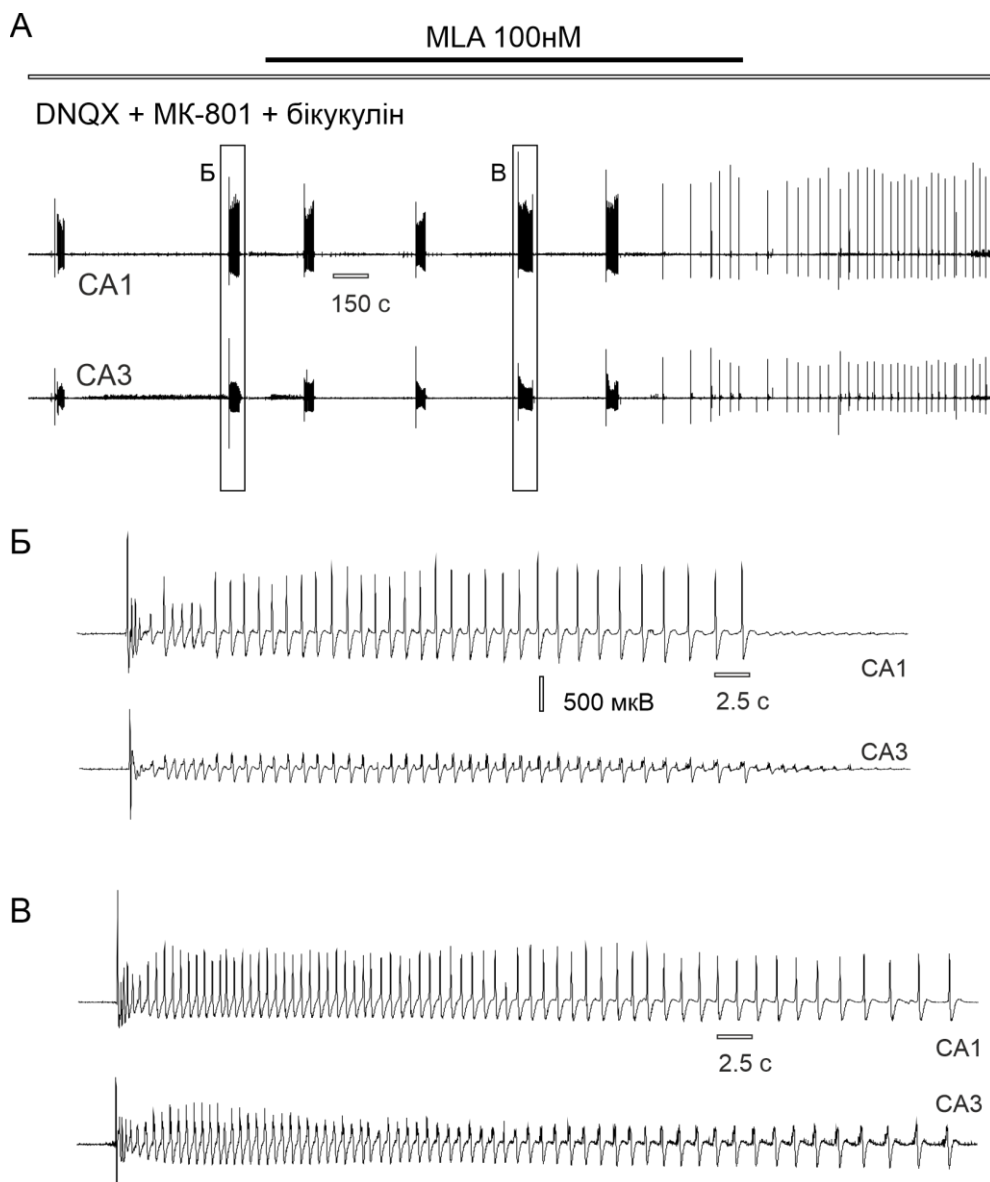 А
MLA 100нМ
DNQX + МК-801 + бікукулін
Б
В
CA1
150 с
CA3
Б
CA1
500 мкВ
2.5 с
CA3
В
2.5 с
CA1
CA3